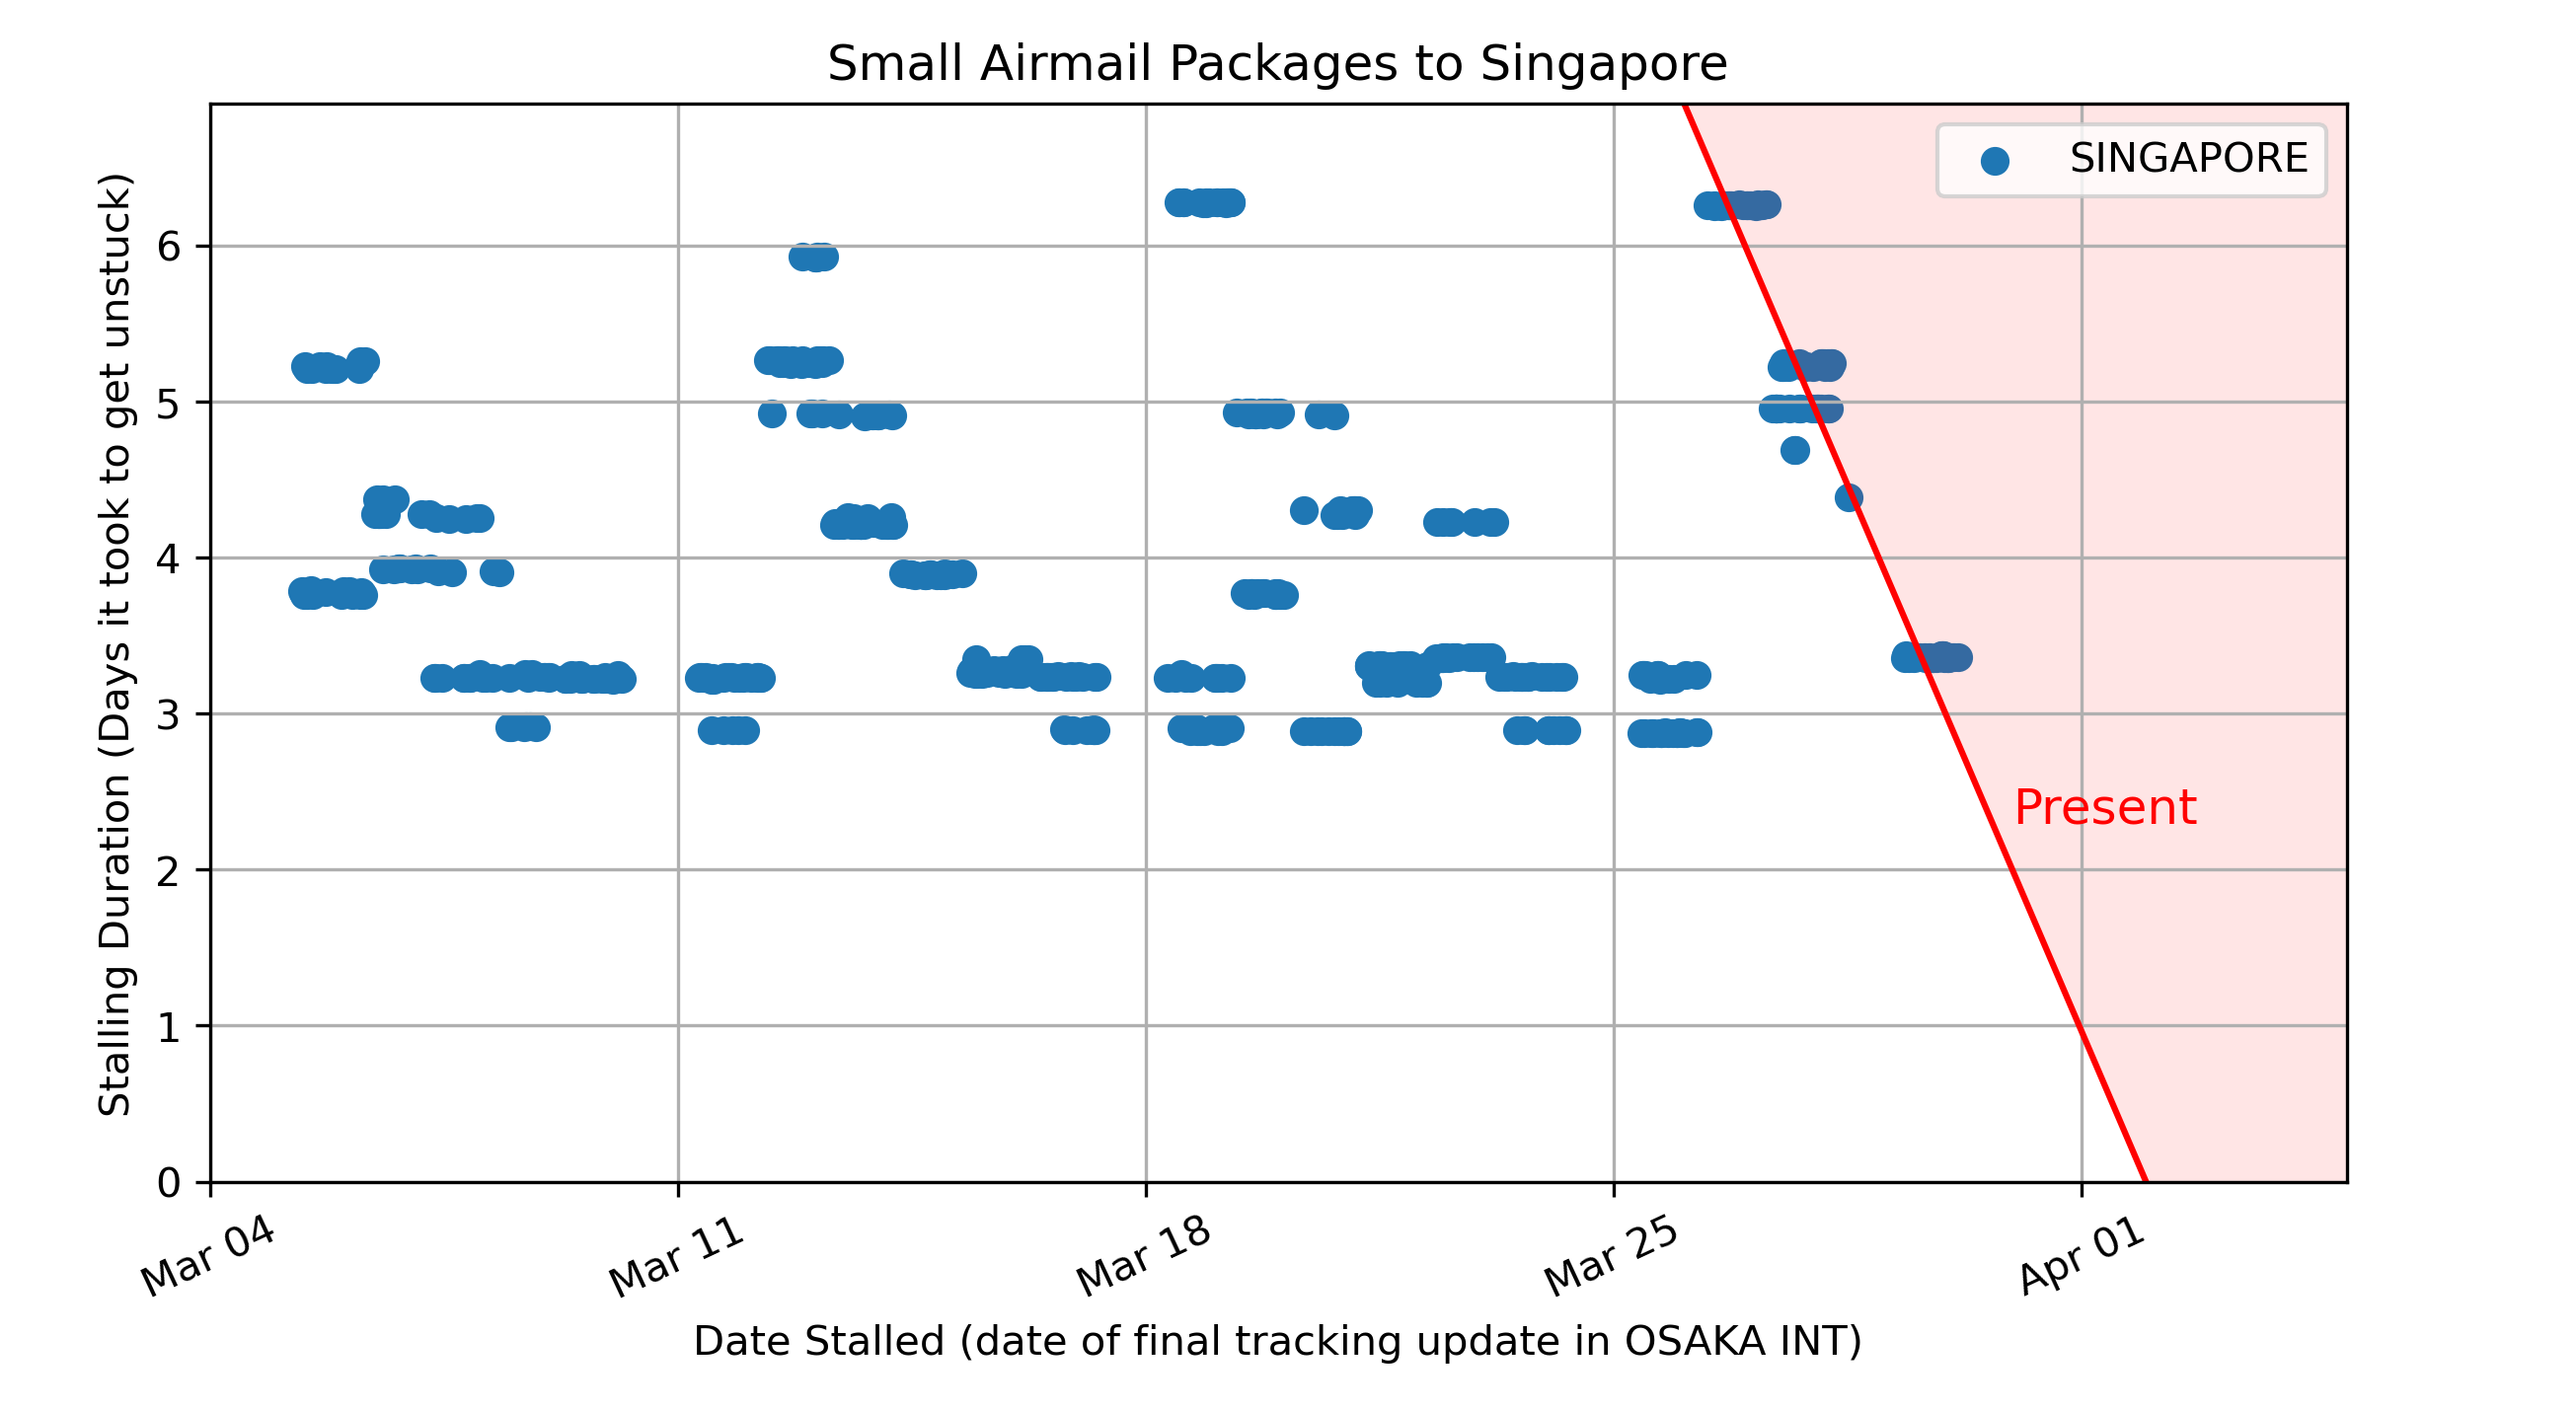 Small Airmail Packages to Singapore
SINGAPORE
Stalling Duration (Days it took to get unstuck)
6
5
4
3
2
1
0
Present
Mar 04
Mar 11
Mar 18
Mar 25
Apr 01
Date Stalled (date of final tracking update in OSAKA INT)